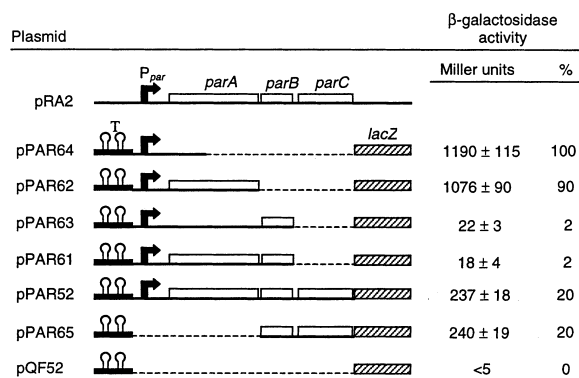 β-galactosidase
activity
Plasmid
Miller units %
P_par parA parB parC
pRA2
T lacZ
pPAR64 1190 ± 115 100
pPAR62 1076 ± 90 90
pPAR63 22 ± 3 2
pPAR61 18 ± 4 2
pPAR52 237 ± 18 20
pPAR65 240 ± 19 20
pQF52 <5 0